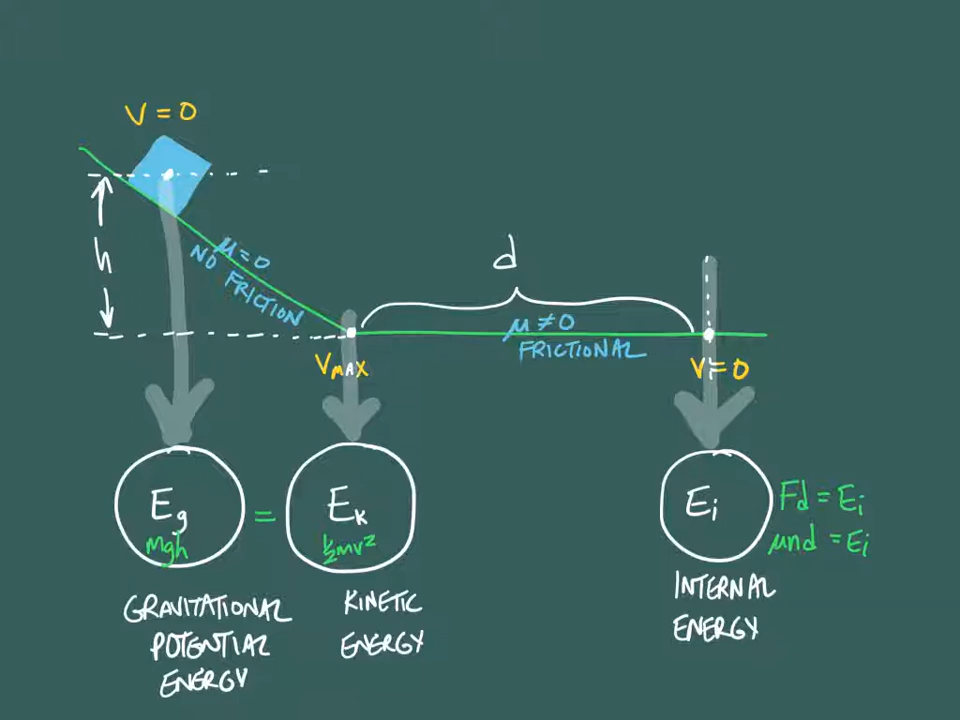 V = 0
h
μ = 0
NO FRICTION
d
μ ≠ 0
FRICTIONAL
VMAX
V = 0
Eg
mgh
=
Ek
½mv²
Ei
Fd = Ei
μnd = Ei
GRAVITATIONAL
POTENTIAL
ENERGY
KINETIC
ENERGY
INTERNAL
ENERGY